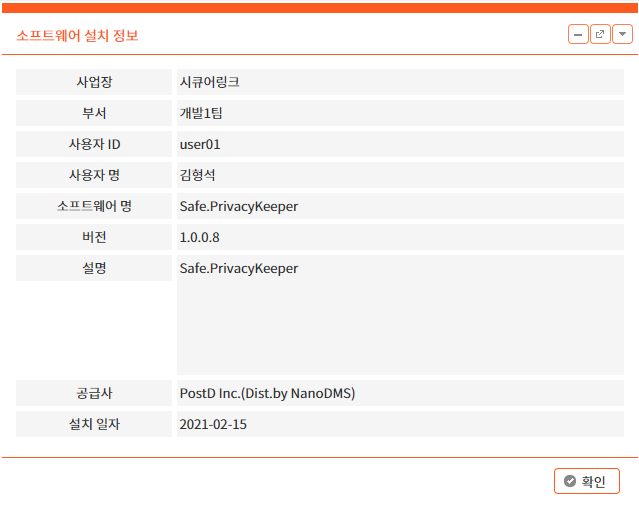 소프트웨어 설치 정보
사업장 시큐어링크
부서 개발1팀
사용자 ID user01
사용자 명 김형석
소프트웨어 명 Safe.PrivacyKeeper
버전 1.0.0.8
설명 Safe.PrivacyKeeper
공급사 PostD Inc.(Dist.by NanoDMS)
설치 일자 2021-02-15
확인